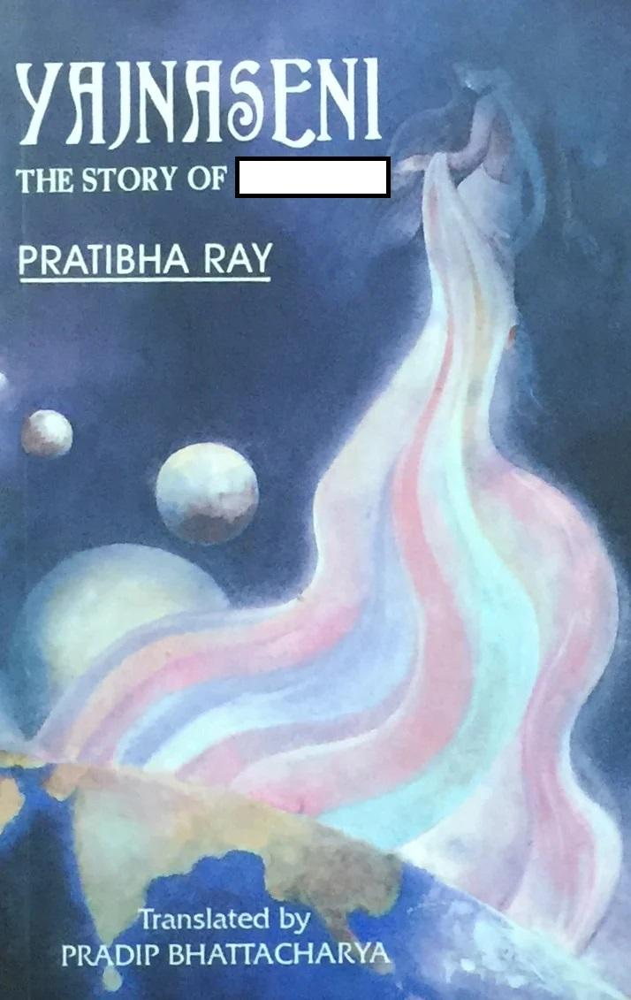 YAJNASENI
THE STORY OF
PRATIBHA RAY
Translated by
PRADIP BHATTACHARYA